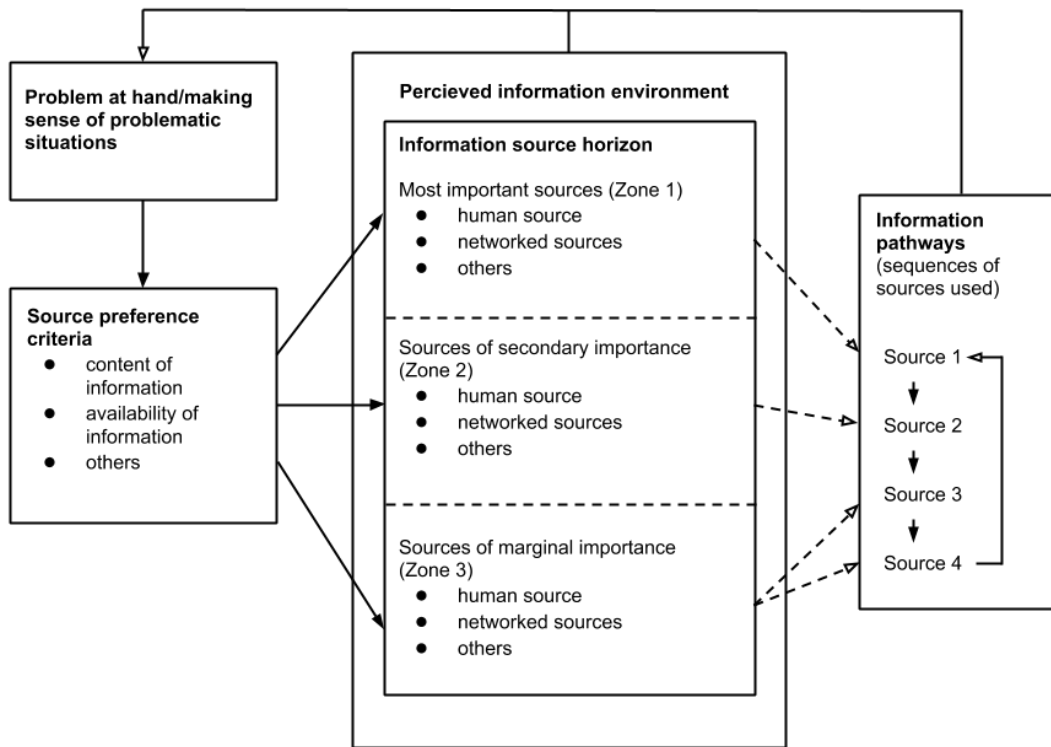 Problem at hand/making
sense of problematic
situations
Source preference
criteria
● content of
information
● availability of
information
● others
Percieved information environment
Information source horizon
Most important sources (Zone 1)
● human source
● networked sources
● others
Sources of secondary importance
(Zone 2)
● human source
● networked sources
● others
Sources of marginal importance
(Zone 3)
● human source
● networked sources
● others
Information
pathways
(sequences of
sources used)
Source 1
Source 2
Source 3
Source 4